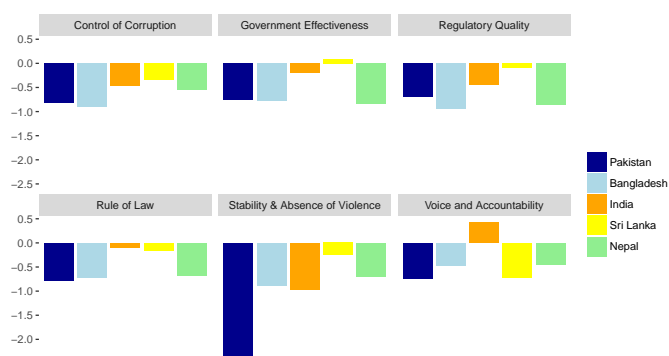 Control of Corruption Government Effectiveness Regulatory Quality
0.5
0.0
−0.5
−1.0
−1.5
−2.0
−2.5
Rule of Law Stability & Absence of Violence Voice and Accountability
0.5
0.0
−0.5
−1.0
−1.5
−2.0
Pakistan
Bangladesh
India
Sri Lanka
Nepal